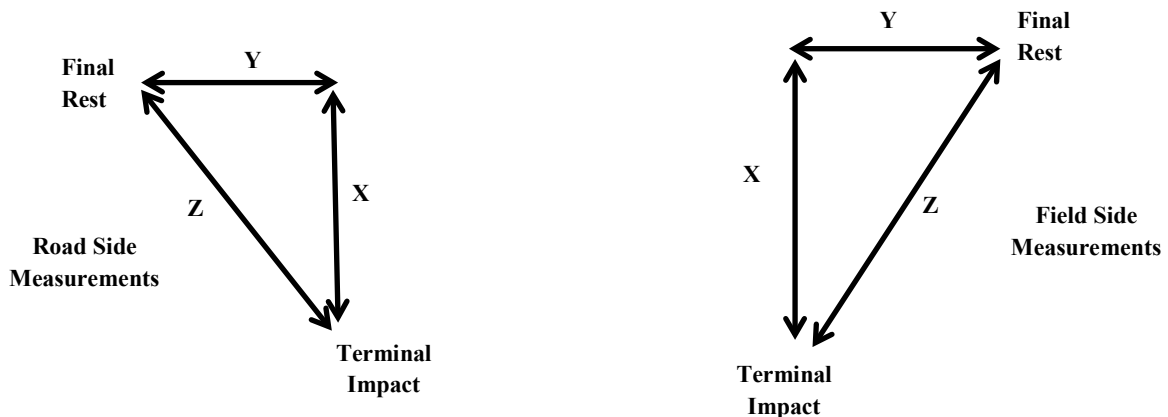 Final
Rest
Y
X
Z
Road Side
Measurements
Terminal
Impact
Y
Final
Rest
X
Z
Field Side
Measurements
Terminal
Impact